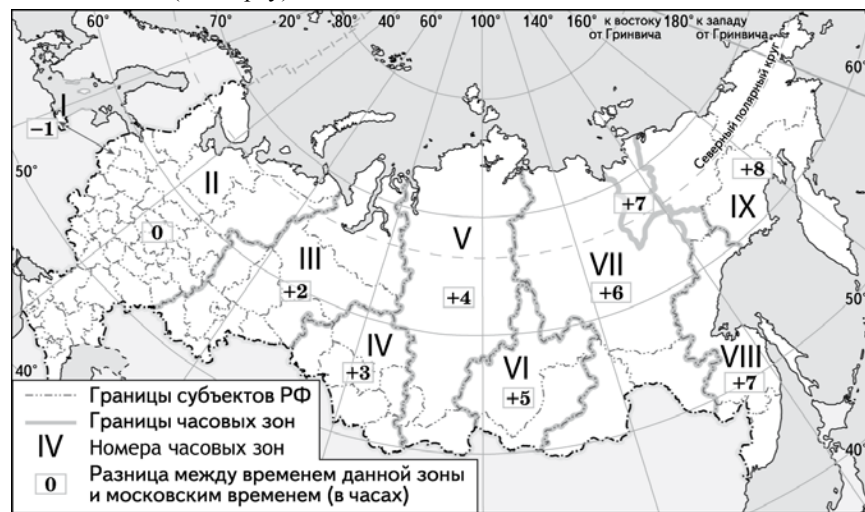 60° 70° -20° -80° 40° 60° 100° 140° 160° к востоку 180° к западу
от Гринвича от Гринвича
60°
Северный полярный круг
I
-1
50°
II
0
III
+2
IV
+3
V
+4
VI
+5
VII
+6
+7
+8
IX
VIII
+7
50°
40°
40°
Границы субъектов РФ
Границы часовых зон
IV Номера часовых зон
0 Разница между временем данной зоны
и московским временем (в часах)